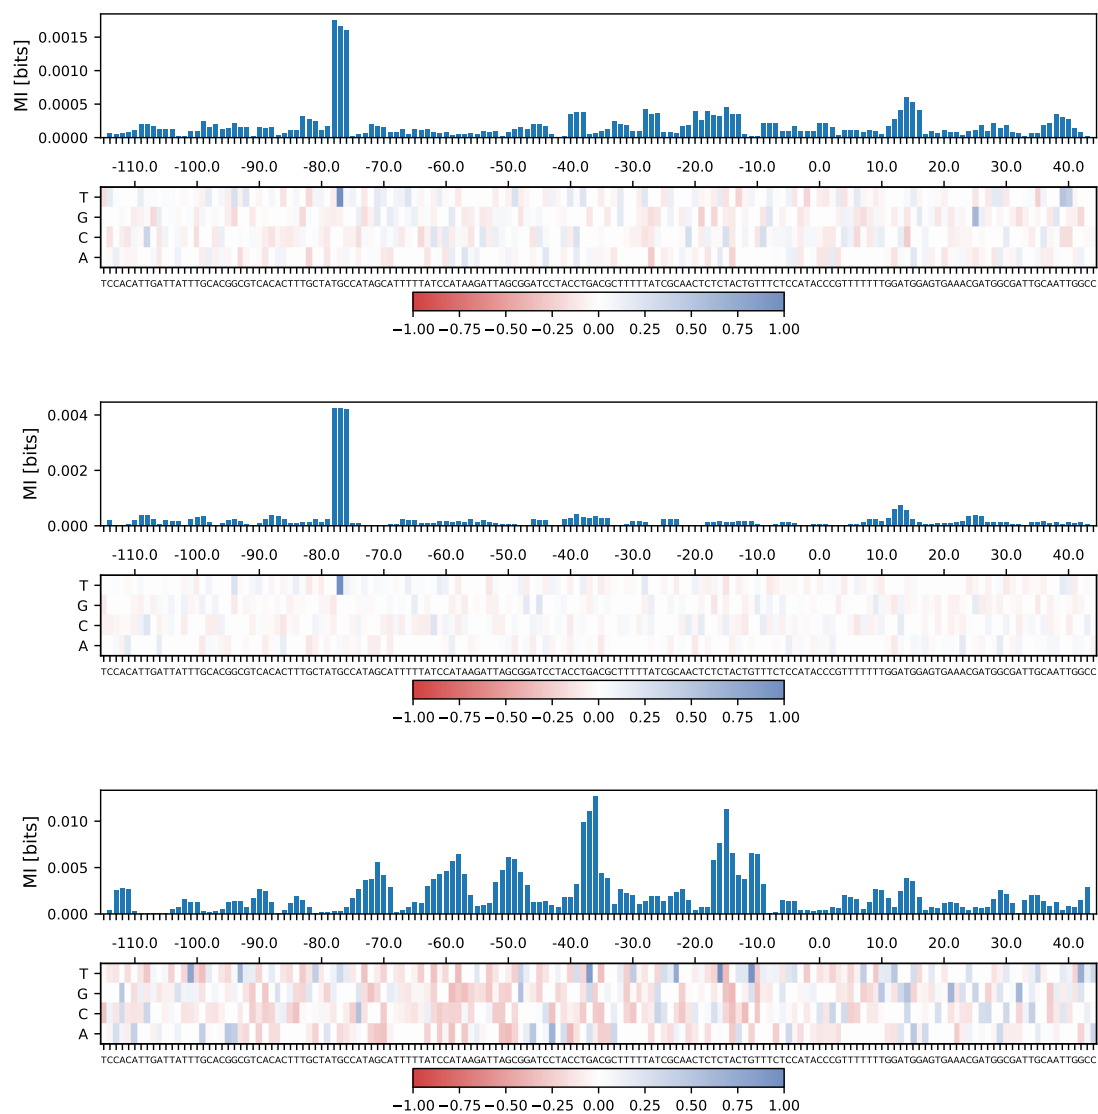 0.0015
0.0010
0.0005
0.0000
MI [bits]
-110.0 -100.0 -90.0 -80.0 -70.0 -60.0 -50.0 -40.0 -30.0 -20.0 -10.0 0.0 10.0 20.0 30.0 40.0
T
G
C
A
TCCACATTGATTATTTGCACGGCGTCACACTTTGCTATGCCATAGCATTTTTATCCATAAGATTAGCGGATCCTACCTGACGCTTTTTATCGCAACTCTCTACTGTTTCTCCATACCCGTTTTTTTGGATGGAGTGAAACGATGGCGATTGCAATTGGCC
−1.00 −0.75 −0.50 −0.25 0.00 0.25 0.50 0.75 1.00
0.004
0.002
0.000
MI [bits]
-110.0 -100.0 -90.0 -80.0 -70.0 -60.0 -50.0 -40.0 -30.0 -20.0 -10.0 0.0 10.0 20.0 30.0 40.0
T
G
C
A
TCCACATTGATTATTTGCACGGCGTCACACTTTGCTATGCCATAGCATTTTTATCCATAAGATTAGCGGATCCTACCTGACGCTTTTTATCGCAACTCTCTACTGTTTCTCCATACCCGTTTTTTTGGATGGAGTGAAACGATGGCGATTGCAATTGGCC
−1.00 −0.75 −0.50 −0.25 0.00 0.25 0.50 0.75 1.00
0.010
0.005
0.000
MI [bits]
-110.0 -100.0 -90.0 -80.0 -70.0 -60.0 -50.0 -40.0 -30.0 -20.0 -10.0 0.0 10.0 20.0 30.0 40.0
T
G
C
A
TCCACATTGATTATTTGCACGGCGTCACACTTTGCTATGCCATAGCATTTTTATCCATAAGATTAGCGGATCCTACCTGACGCTTTTTATCGCAACTCTCTACTGTTTCTCCATACCCGTTTTTTTGGATGGAGTGAAACGATGGCGATTGCAATTGGCC
−1.00 −0.75 −0.50 −0.25 0.00 0.25 0.50 0.75 1.00